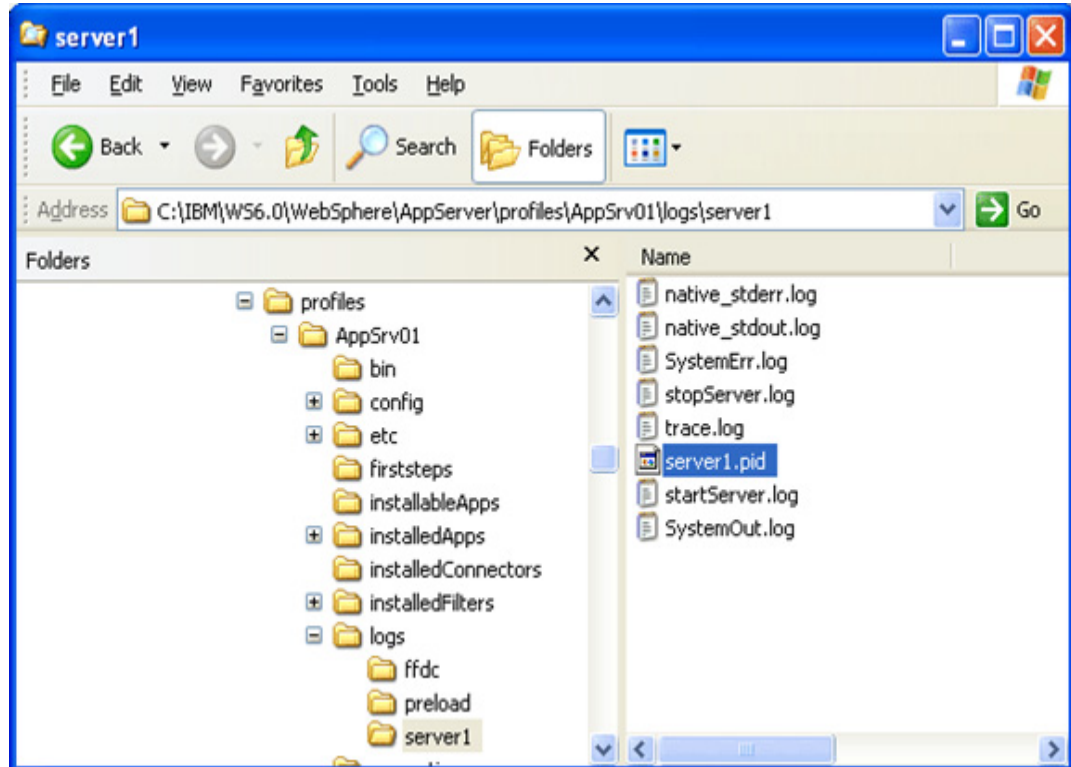 server1
File Edit View Favorites Tools Help
Back Search Folders
Address C:\IBM\WS6.0\WebSphere\AppServer\profiles\AppSrv01\logs\server1 Go
Folders
profiles
AppSrv01
bin
config
etc
firststeps
installableApps
installedApps
installedConnectors
installedFilters
logs
ffdc
preload
server1
Name
native_stderr.log
native_stdout.log
SystemErr.log
stopServer.log
trace.log
server1.pid
startServer.log
SystemOut.log